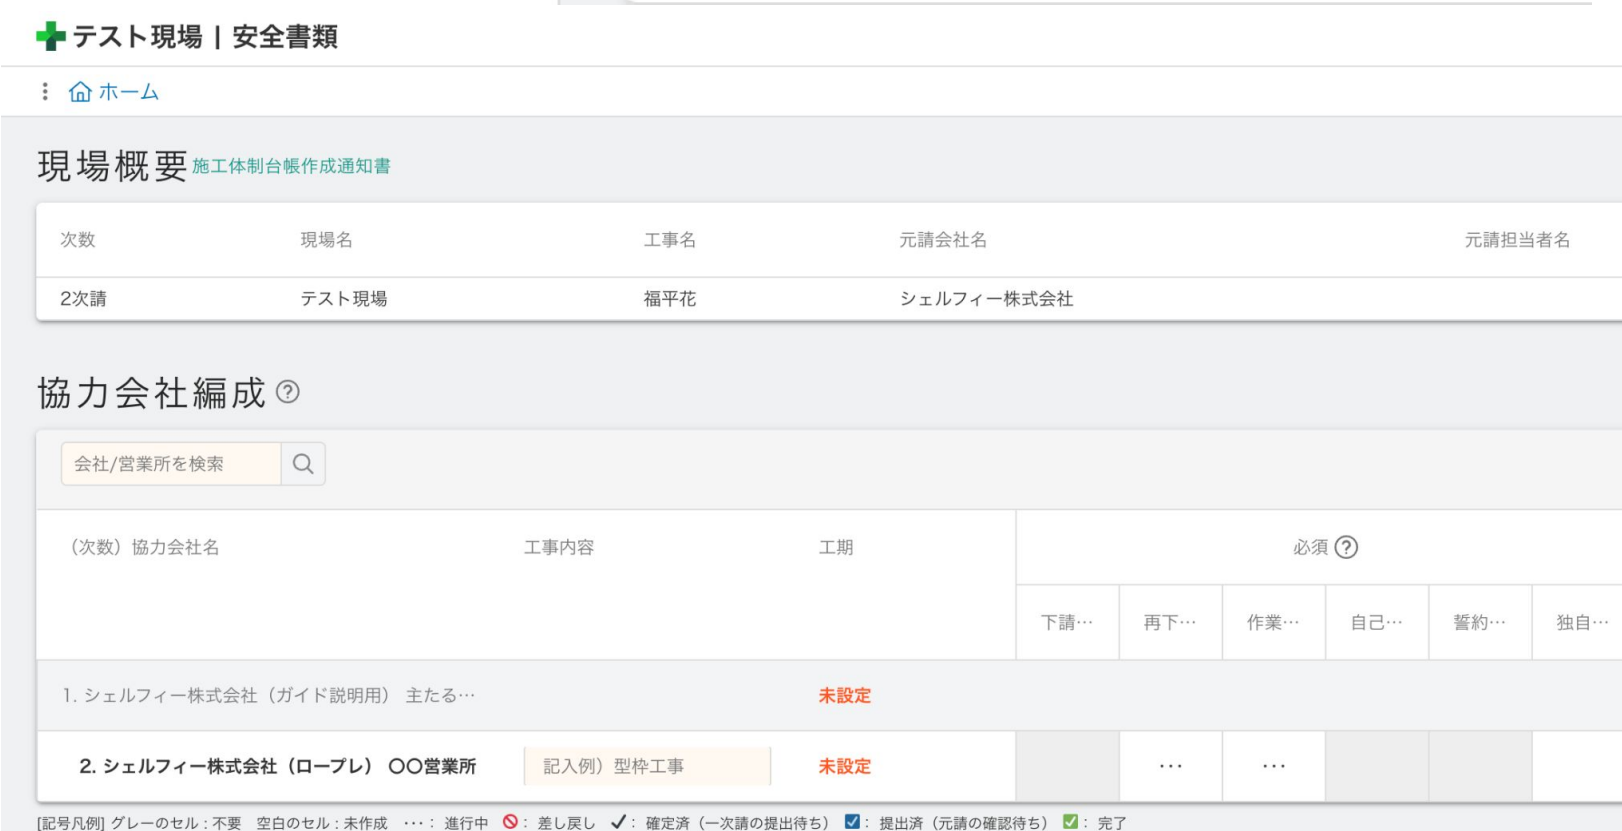 テスト現場 | 安全書類
ホーム
現場概要 施工体制台帳作成通知書
次数 現場名 工事名 元請会社名 元請担当者名
2次請 テスト現場 福平花 シェルフィー株式会社
協力会社編成 ?
会社/営業所を検索
（次数）協力会社名 工事内容 工期 必須 ?
下請… 再下… 作業… 自己… 誓約… 独自…
1. シェルフィー株式会社（ガイド説明用） 主たる… 未設定
2. シェルフィー株式会社（ロープレ） 〇〇営業所 記入例）型枠工事 未設定 ... ...
[記号凡例] グレーのセル : 不要 空白のセル : 未作成 ･･･ : 進行中 🚫 : 差し戻し ✓ : 確定済（一次請の提出待ち） ☑ : 提出済（元請の確認待ち） ✅ : 完了